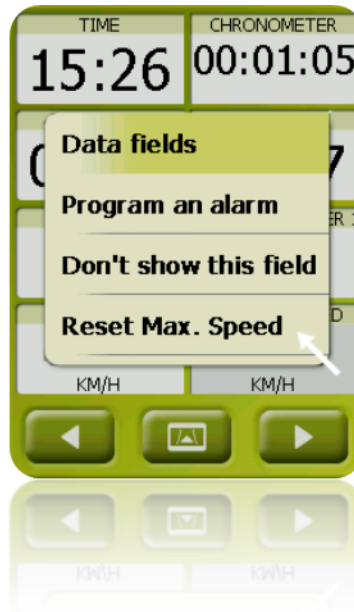 TIME
CHRONOMETER
15:26
00:01:05
Data fields
Program an alarm
Don't show this field
Reset Max. Speed
KM/H
KM/H